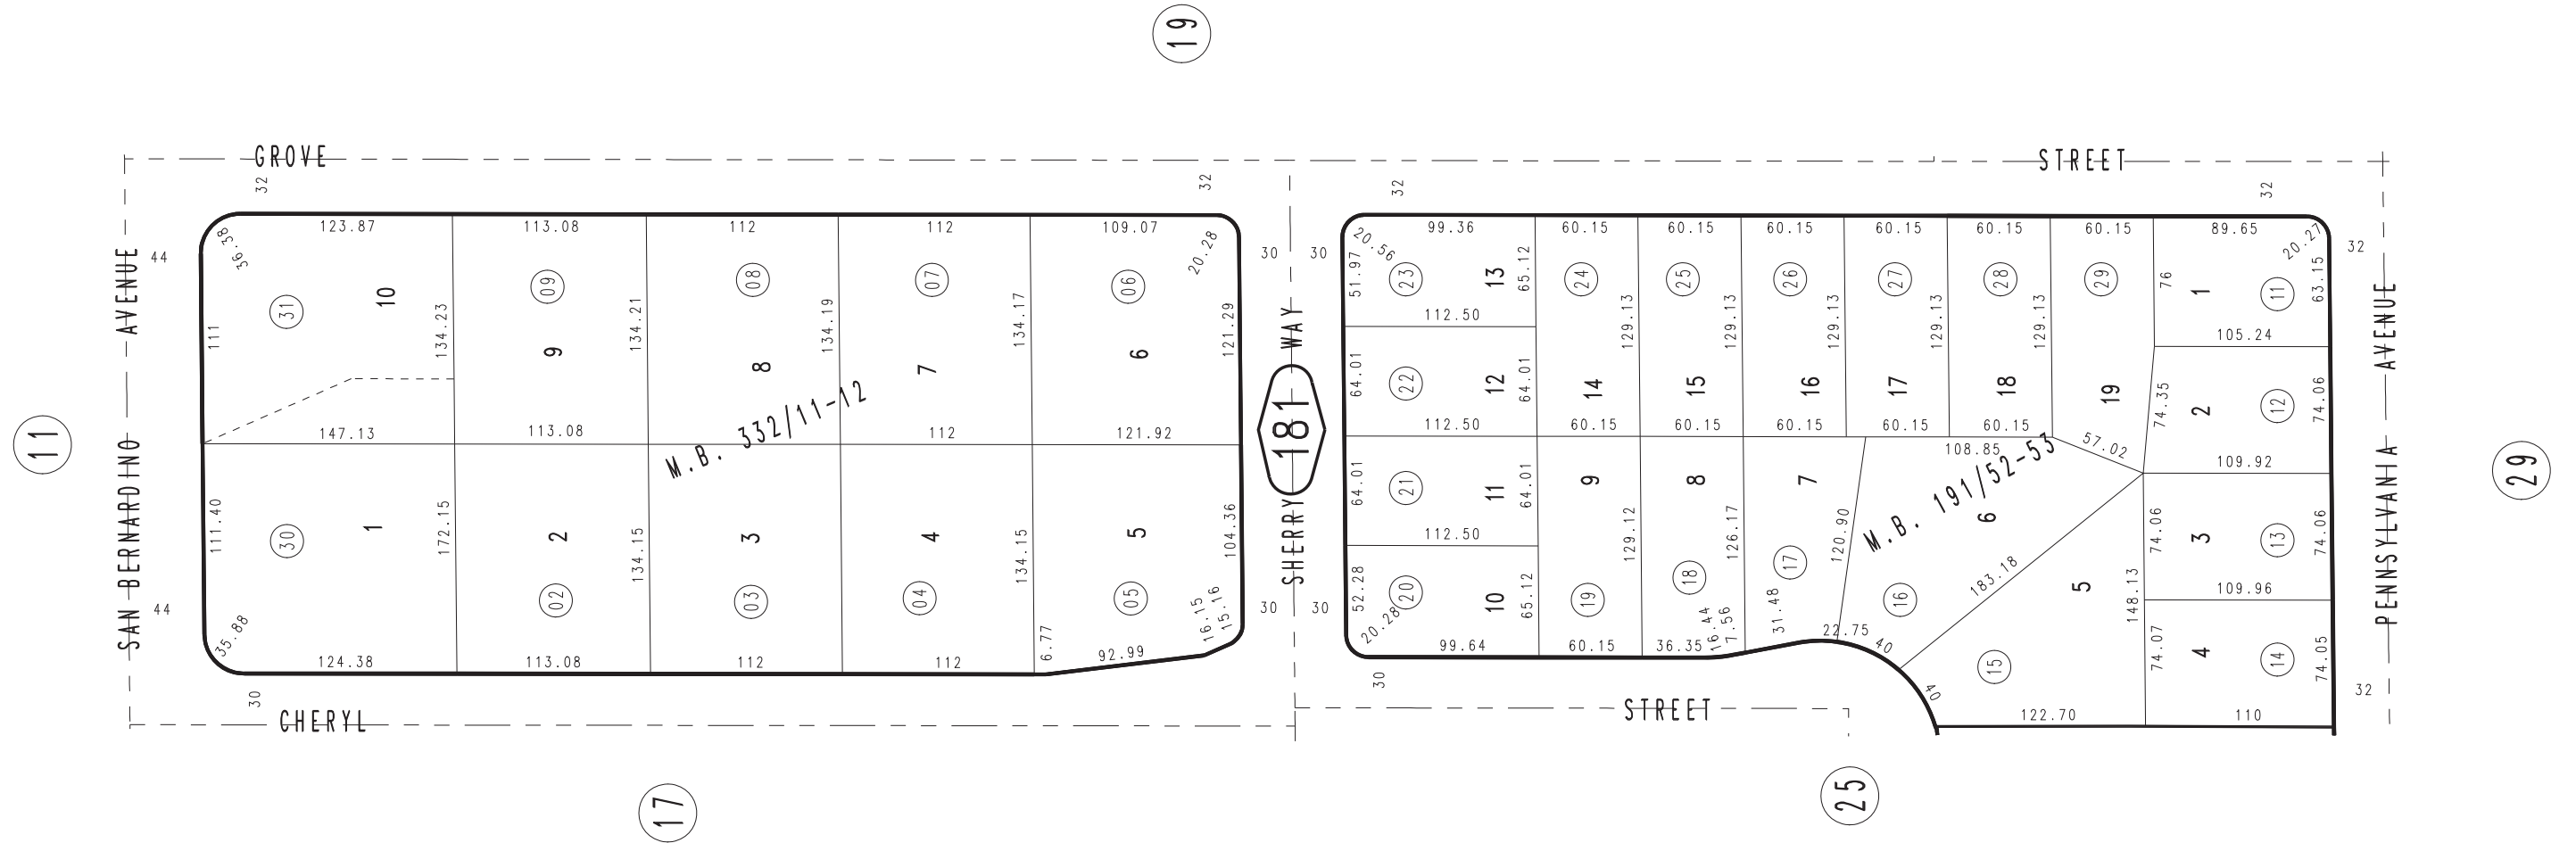 19
GROVE STREET
32 32 32 32
SAN BERNARDINO AVENUE
44
44
11
123.87 113.08 112 112 109.07
36.38 20.28
31 09 08 07 06
10 9 8 7 6
111 134.23 134.21 134.19 134.17 121.29
147.13 113.08 112 121.92
M.B. 332/11-12
111.40 172.15 134.15 134.15 104.36
1 2 3 4 5
30 02 03 04 05
35.88 6.77 16.15 15.16
124.38 113.08 112 112 92.99
30
CHERYL STREET
17
30 30
SHERRY WAY
181
30 30
99.36 60.15 60.15 60.15 60.15 60.15 60.15 89.65
20.56 20.27
51.97 23 13 65.12 24 25 26 27 28 29 76 1 11 63.15
32
112.50 129.13 129.13 129.13 129.13 129.13 105.24
64.01 22 12 64.01 14 15 16 17 18 19 74.35 2 12 74.06
112.50 60.15 60.15 60.15 60.15 60.15
108.85 57.02 109.92
M.B. 191/52-53
64.01 21 11 64.01 9 8 7 6
112.50 129.12 126.17 120.90 183.18 148.13 74.06 3 13 74.06
52.28 20 10 65.12 19 18 17 16 5 109.96
20.28 16.44 7.56 31.48 22.75 40
99.64 60.15 36.35 15 74.07 4 14 74.05
40
122.70 110
30
32
25
PENNSYLVANIA AVENUE
29